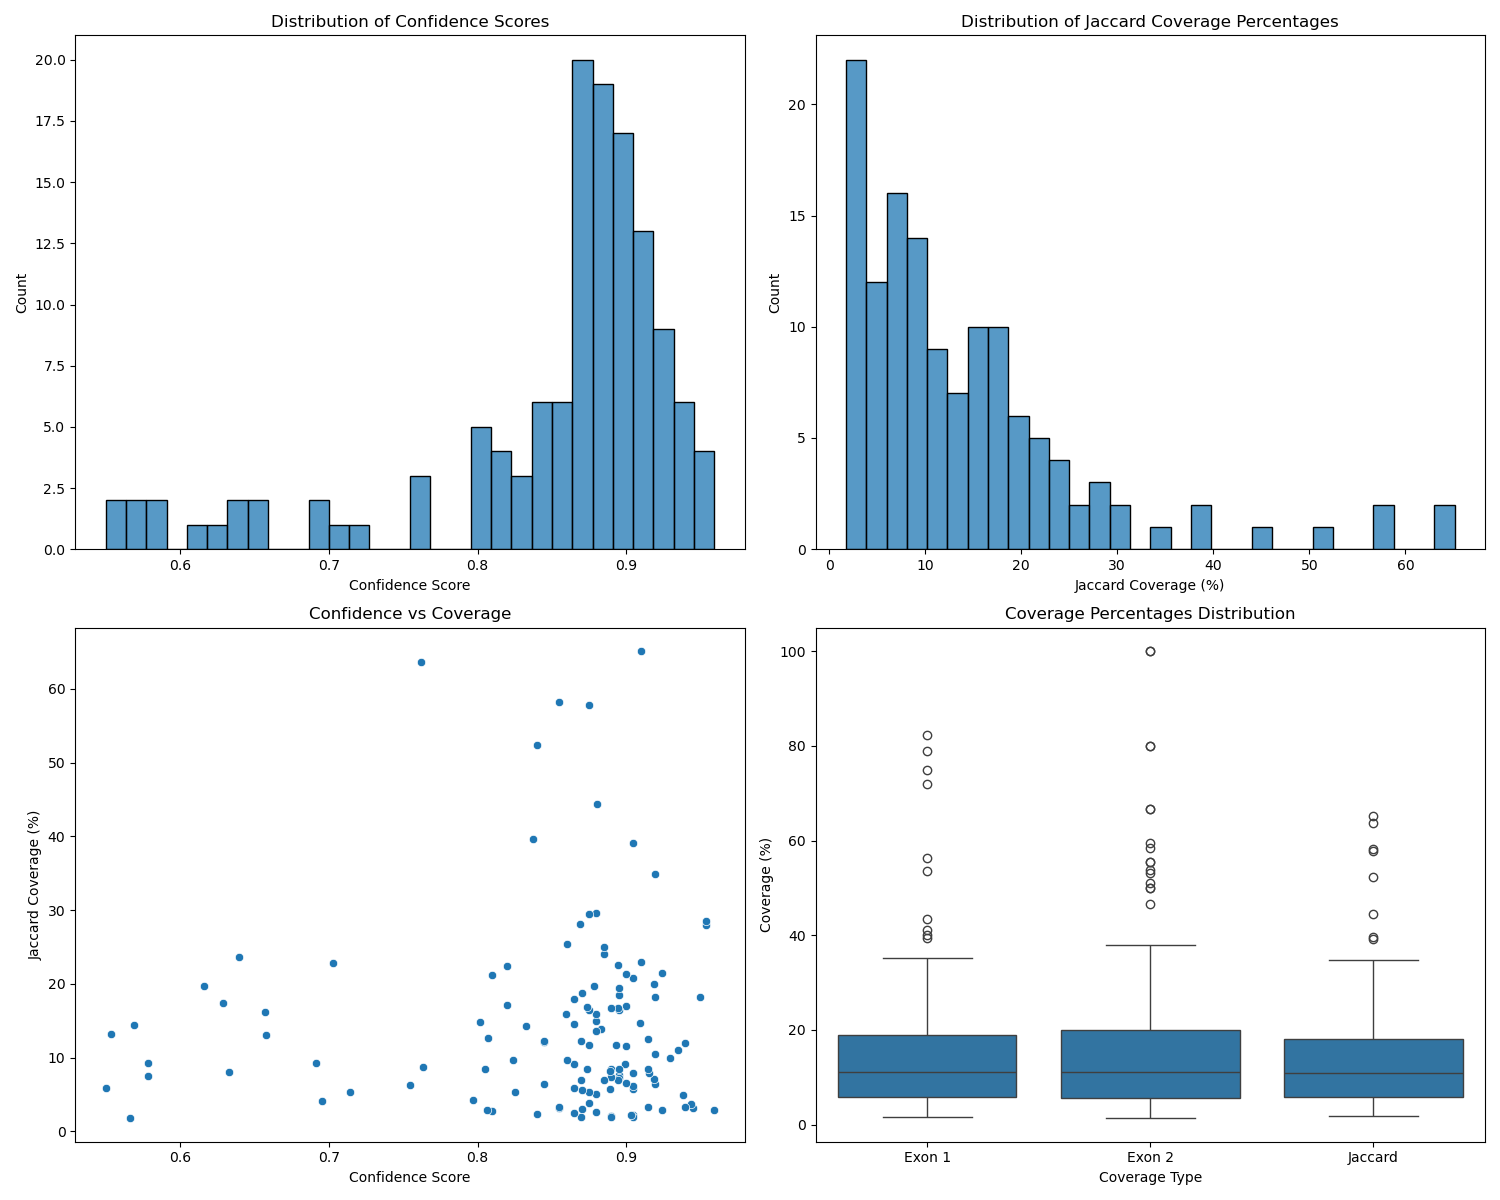 Distribution of Confidence Scores
20.0
17.5
15.0
12.5
10.0
7.5
5.0
2.5
0.0
Count
0.6 0.7 0.8 0.9
Confidence Score
Distribution of Jaccard Coverage Percentages
20
15
10
5
0
Count
0 10 20 30 40 50 60
Jaccard Coverage (%)
Confidence vs Coverage
60
50
40
30
20
10
0
Jaccard Coverage (%)
0.6 0.7 0.8 0.9
Confidence Score
Coverage Percentages Distribution
100
80
60
40
20
0
Coverage (%)
Exon 1 Exon 2 Jaccard
Coverage Type